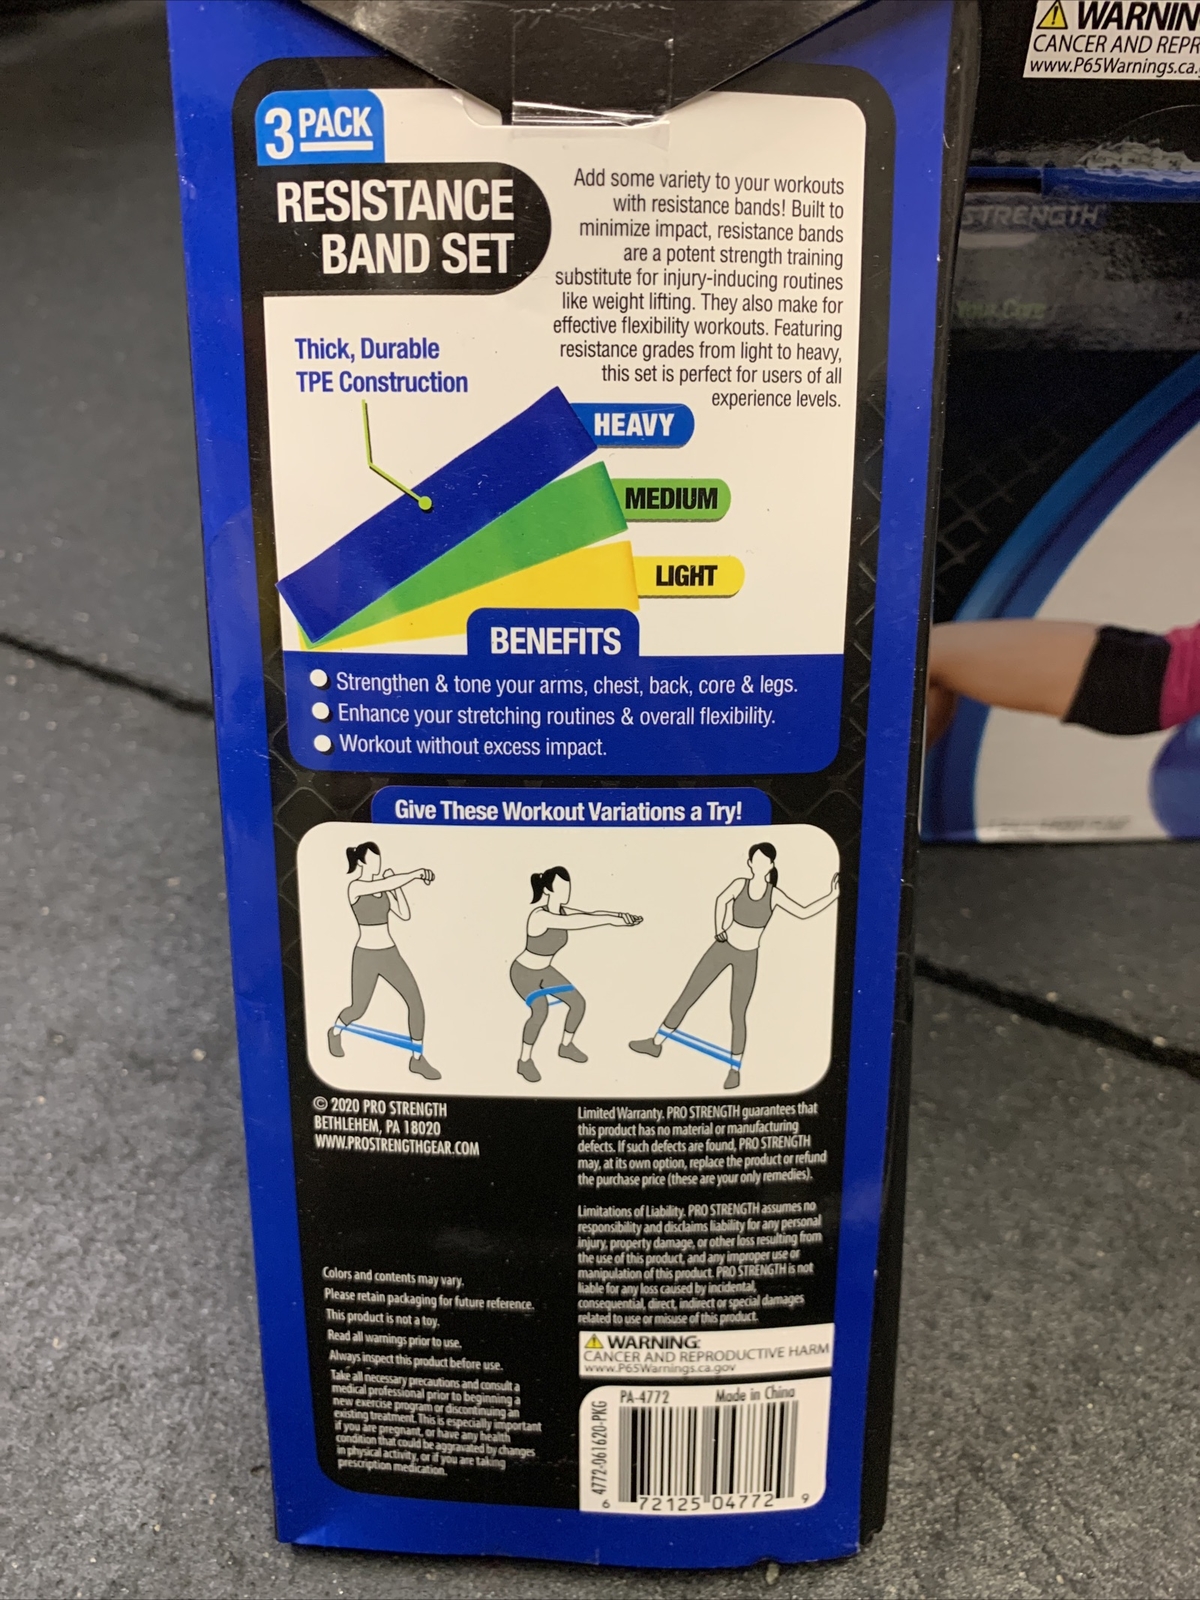 3 PACK
RESISTANCE
BAND SET
Add some variety to your workouts
with resistance bands! Built to
minimize impact, resistance bands
are a potent strength training
substitute for injury-inducing routines
like weight lifting. They also make for
effective flexibility workouts. Featuring
resistance grades from light to heavy,
this set is perfect for users of all
experience levels.
Thick, Durable
TPE Construction
HEAVY
MEDIUM
LIGHT
BENEFITS
Strengthen & tone your arms, chest, back, core & legs.
Enhance your stretching routines & overall flexibility.
Workout without excess impact.
Give These Workout Variations a Try!
© 2020 PRO STRENGTH
BETHLEHEM, PA 18020
WWW.PROSTRENGTHGEAR.COM
Colors and contents may vary.
Please retain packaging for future reference.
This product is not a toy.
Read all warnings prior to use.
Always inspect this product before use.
Take all necessary precautions and consult a
medical professional prior to beginning a
new exercise program or discontinuing an
existing treatment. This is especially important
if you are pregnant, or have any health
condition that could be aggravated by changes
in physical activity, or if you are taking
prescription medication.
Limited Warranty. PRO STRENGTH guarantees that
this product has no material or manufacturing
defects. If such defects are found, PRO STRENGTH
may, at its own option, replace the product or refund
the purchase price (these are your only remedies).
Limitations of Liability. PRO STRENGTH assumes no
responsibility and disclaims liability for any personal
injury, property damage, or other loss resulting from
the use of this product, and any improper use or
manipulation of this product. PRO STRENGTH is not
liable for any loss caused by incidental,
consequential, direct, indirect or special damages
related to use or misuse of this product.
WARNING:
CANCER AND REPRODUCTIVE HARM
www.P65Warnings.ca.gov
PA-4772 Made in China
4772-061620-PKG
6 72125 04772 9
WARNIN
CANCER AND REPR
www.P65Warnings.ca.
STRENGTH